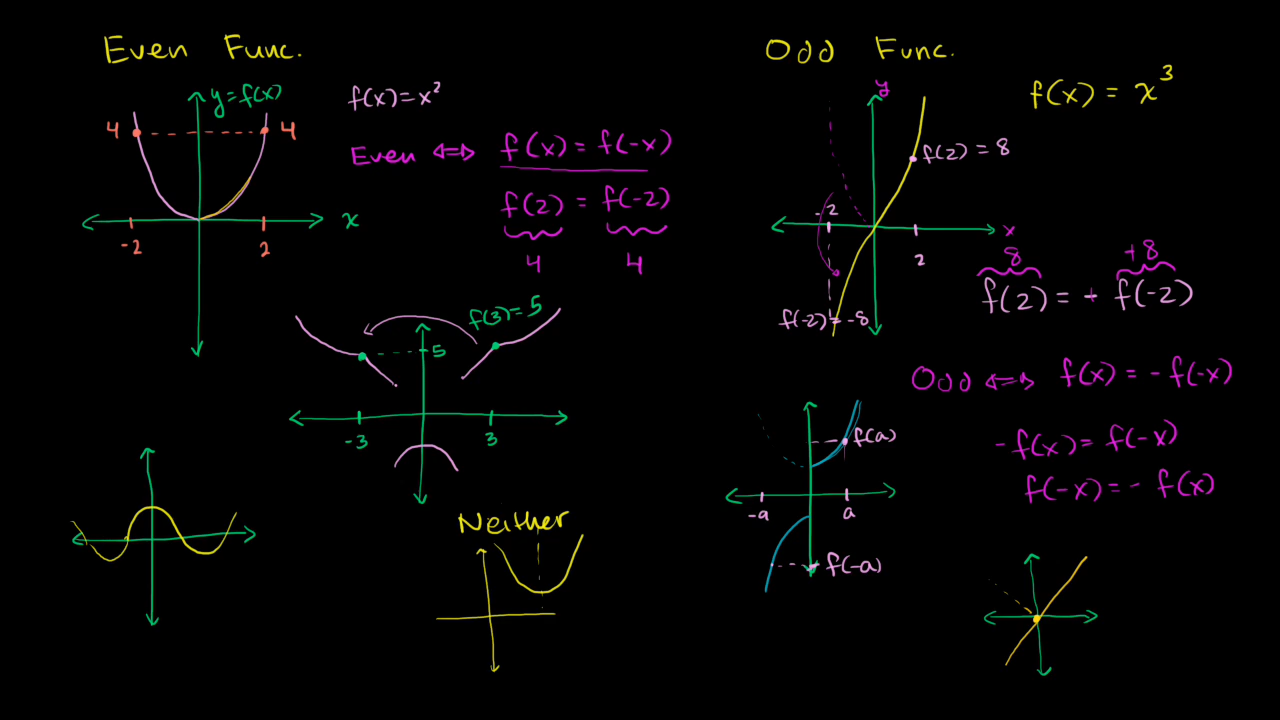 Even Func.
y=f(x)
f(x)=x²
4
4
Even ⇔ f(x) = f(-x)
f(2) = f(-2)
4
4
x
-2
2
f(3)=5
5
-3
3
Neither
Odd Func.
f(x) = x³
y
f(2) = 8
-2
x
2
8
+8
f(2) = + f(-2)
f(-2)=-8
Odd ⇔ f(x) = -f(-x)
-f(x) = f(-x)
f(-x) = - f(x)
f(a)
-a
a
f(-a)